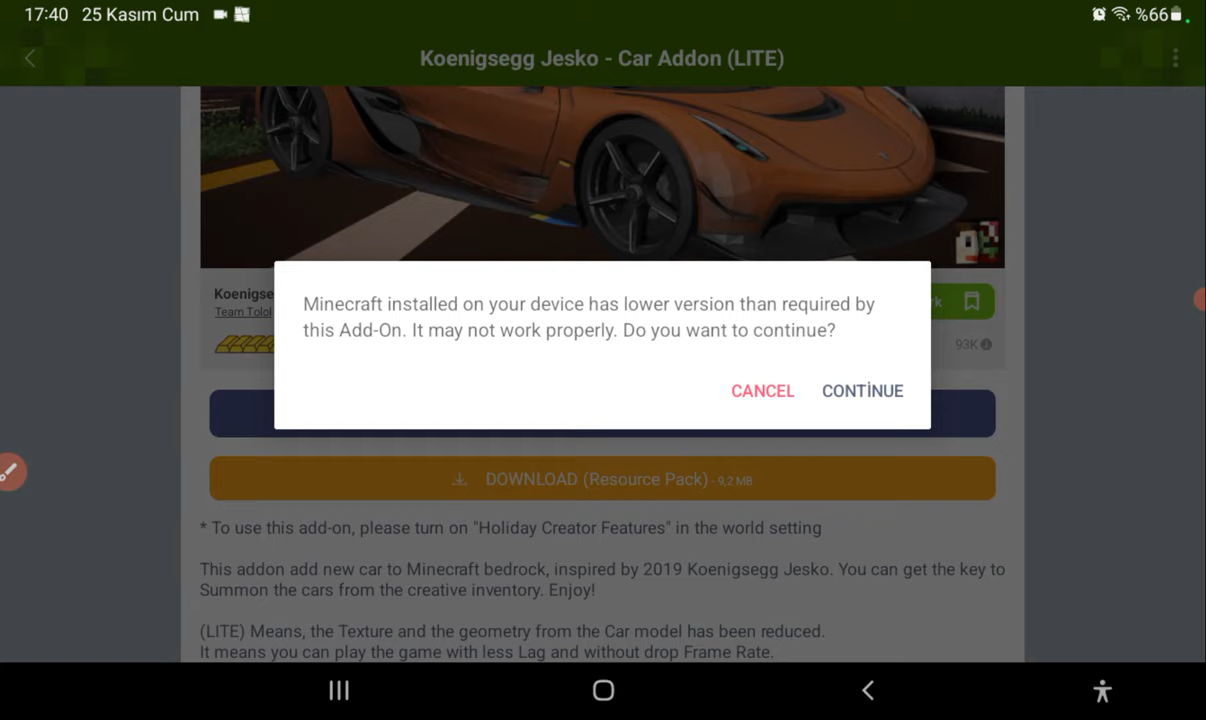 17:40 25 Kasım Cum
%66
Koenigsegg Jesko - Car Addon (LITE)
Koenigse
Team Tolol
93K
Minecraft installed on your device has lower version than required by
this Add-On. It may not work properly. Do you want to continue?
CANCEL CONTİNUE
DOWNLOAD (Resource Pack) - 9,2 MB
* To use this add-on, please turn on "Holiday Creator Features" in the world setting
This addon add new car to Minecraft bedrock, inspired by 2019 Koenigsegg Jesko. You can get the key to
Summon the cars from the creative inventory. Enjoy!
(LITE) Means, the Texture and the geometry from the Car model has been reduced.
It means you can play the game with less Lag and without drop Frame Rate.